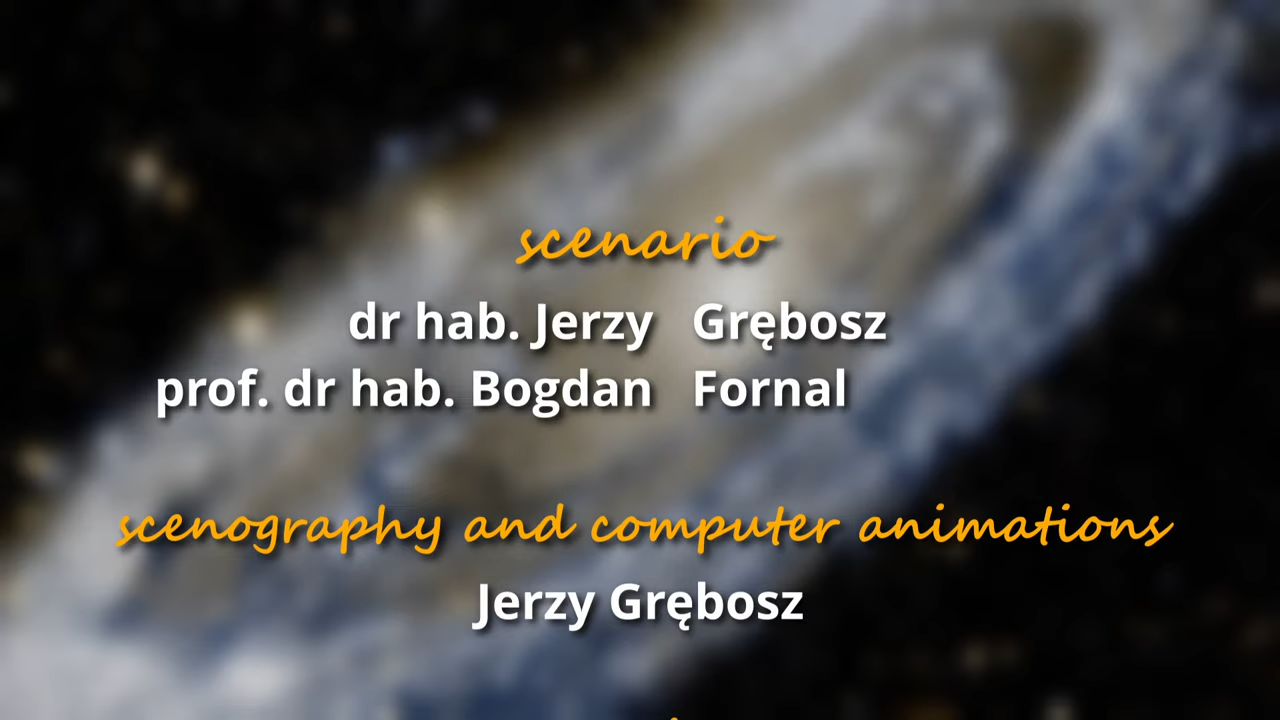 scenario
dr hab. Jerzy Grębosz
prof. dr hab. Bogdan Fornal
scenography and computer animations
Jerzy Grębosz